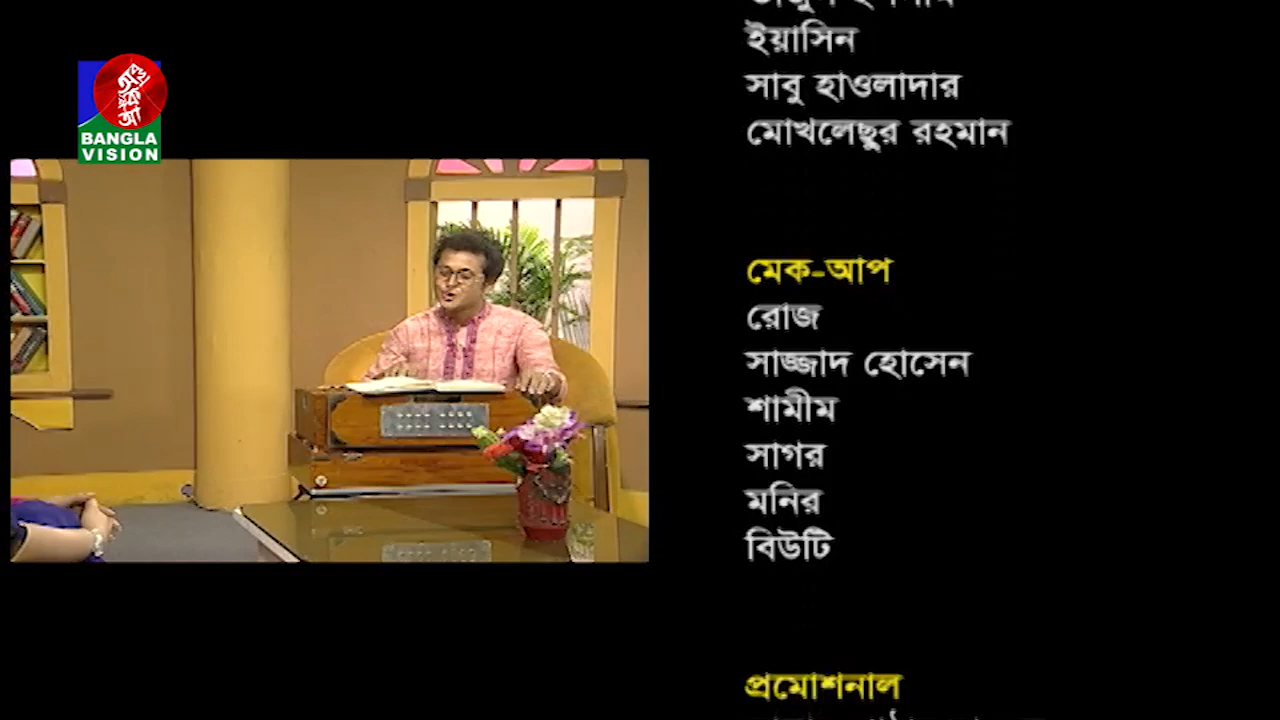 BANGLA
VISION
ইয়াসিন
সাবু হাওলাদার
মোখলেছুর রহমান
মেক-আপ
রোজ
সাজ্জাদ হোসেন
শামীম
সাগর
মনির
বিউটি
প্রমোশনাল